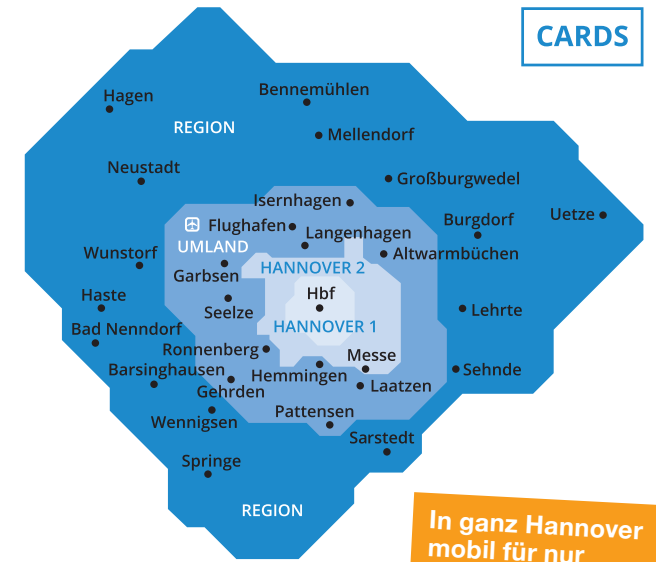 CARDS
Hagen
Bennemühlen
REGION
Mellendorf
Neustadt
Großburgwedel
Isernhagen
Burgdorf
Uetze
Flughafen
Langenhagen
UMLAND
Wunstorf
Altwarmbüchen
Garbsen
HANNOVER 2
Haste
Hbf
Seelze
Lehrte
Bad Nenndorf
HANNOVER 1
Ronnenberg
Messe
Barsinghausen
Hemmingen
Sehnde
Gehrden
Laatzen
Pattensen
Wennigsen
Sarstedt
Springe
REGION
In ganz Hannover
mobil für nur